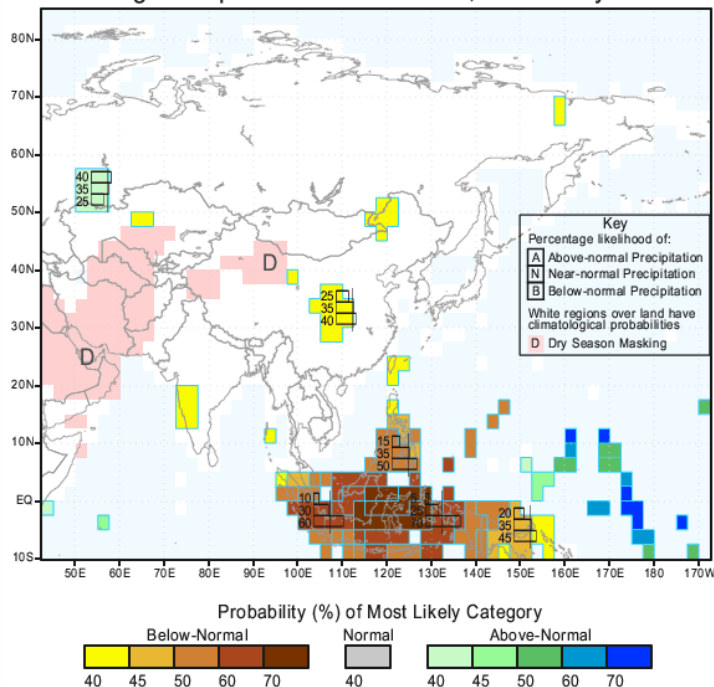 80N
70N
60N
50N
40N
30N
20N
10N
EQ
10S
50E 60E 70E 80E 90E 100E 110E 120E 130E 140E 150E 160E 170E 180 170W
40
35
25
D
D
25
35
40
15
35
50
10
30
60
20
35
45
Key
Percentage likelihood of:
A Above-normal Precipitation
N Near-normal Precipitation
B Below-normal Precipitation
White regions over land have
climatological probabilities
D Dry Season Masking
Probability (%) of Most Likely Category
Below-Normal Normal Above-Normal
40 45 50 60 70 40 40 45 50 60 70